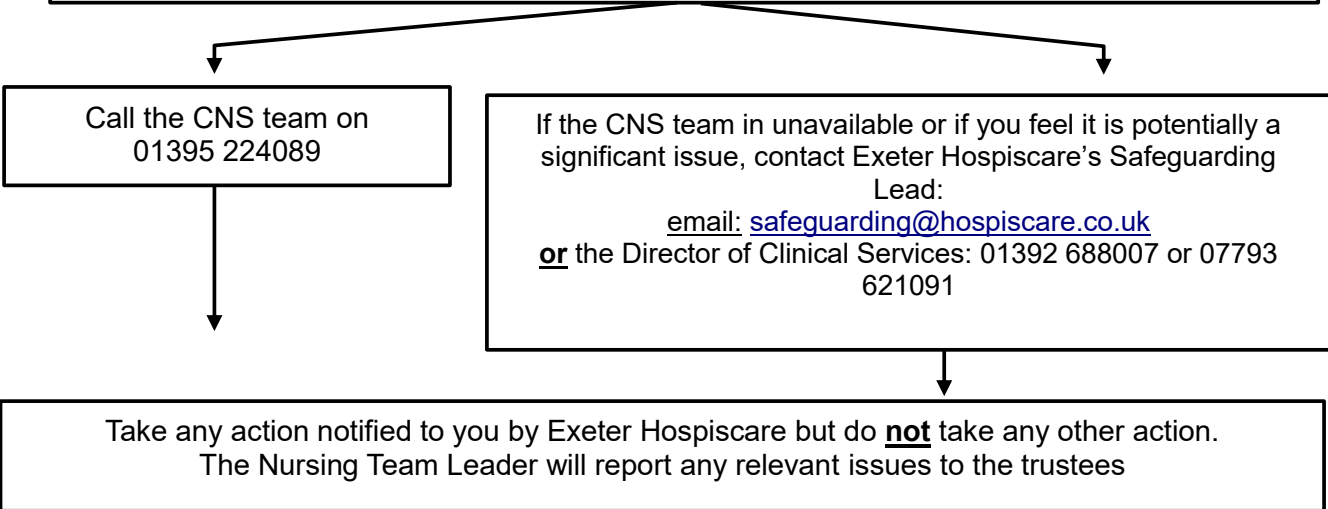 Call the CNS team on
01395 224089
If the CNS team in unavailable or if you feel it is potentially a
significant issue, contact Exeter Hospiscare’s Safeguarding
Lead:
email: safeguarding@hospiscare.co.uk
or the Director of Clinical Services: 01392 688007 or 07793
621091
Take any action notified to you by Exeter Hospiscare but do not take any other action.
The Nursing Team Leader will report any relevant issues to the trustees